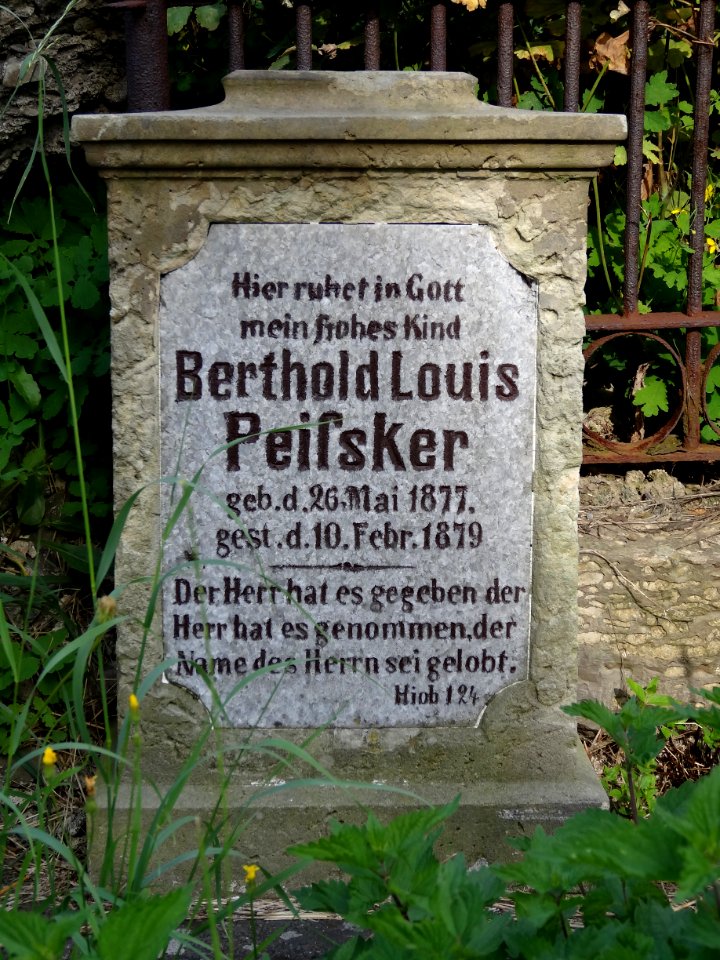 Hier ruhet in Gott
mein frohes Kind
Berthold Louis
Peiſsker
geb. d. 26. Mai 1877.
gest. d. 10. Febr. 1879
Der Herr hat es gegeben der
Herr hat es genommen, der
Name des Herrn sei gelobt.
Hiob 1 24